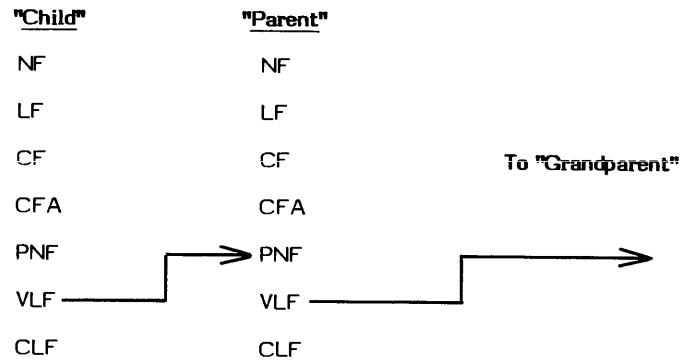 "Child" "Parent"
NF NF
LF LF
CF CF
To "Grandparent"
CFA CFA
PNF PNF
VLF VLF
CLF CLF